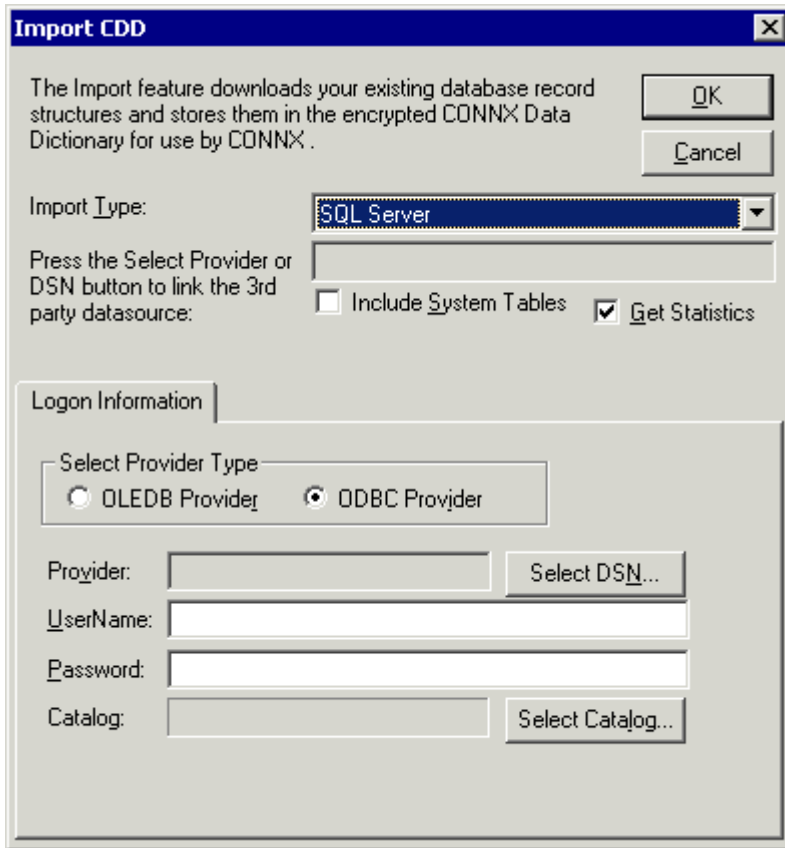 Import CDD
The Import feature downloads your existing database record
structures and stores them in the encrypted CONNX Data
Dictionary for use by CONNX .
OK
Cancel
Import Type:
SQL Server
Press the Select Provider or
DSN button to link the 3rd
party datasource:
Include System Tables
Get Statistics
Logon Information
Select Provider Type
OLEDB Provider
ODBC Provider
Provider:
Select DSN...
UserName:
Password:
Catalog:
Select Catalog...